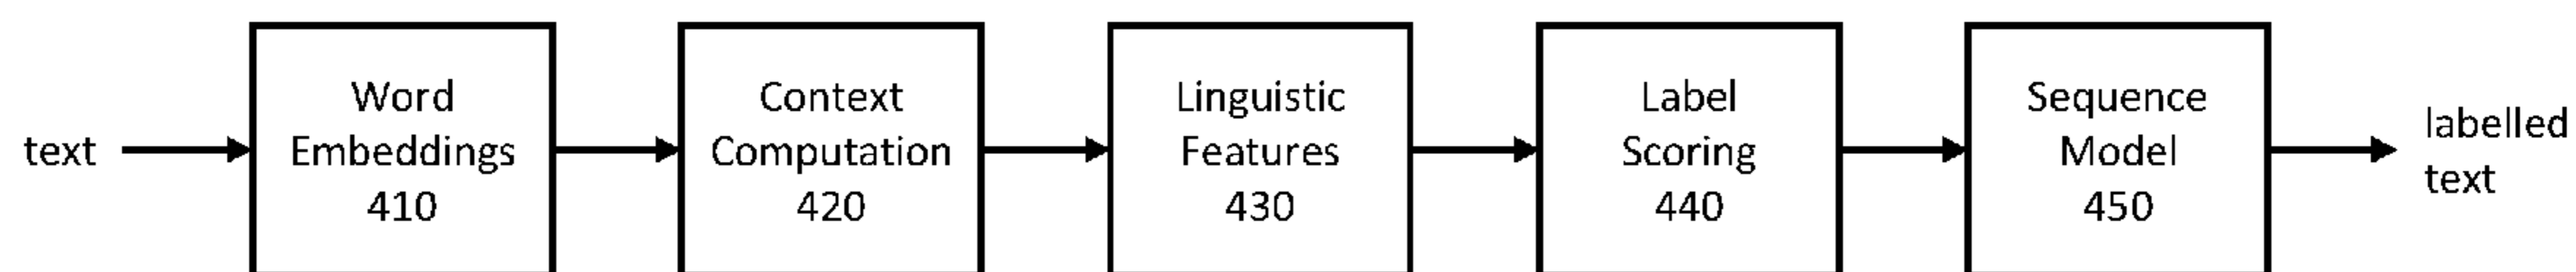 text
Word
Embeddings
410
Context
Computation
420
Linguistic
Features
430
Label
Scoring
440
Sequence
Model
450
labelled
text